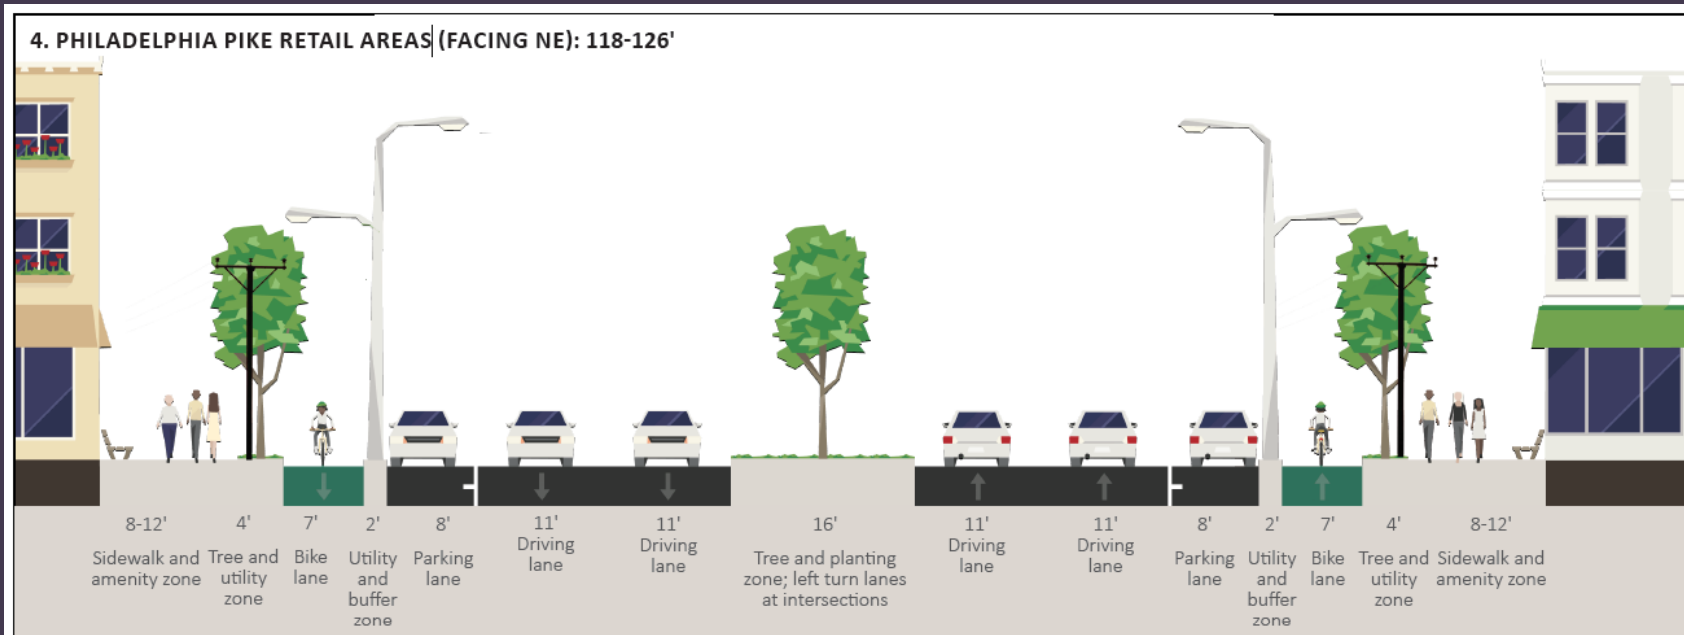 4. PHILADELPHIA PIKE RETAIL AREAS (FACING NE): 118-126'
8-12'
Sidewalk and
amenity zone
4'
Tree and
utility
zone
7'
Bike
lane
2'
Utility
and
buffer
zone
8'
Parking
lane
11'
Driving
lane
11'
Driving
lane
16'
Tree and planting
zone; left turn lanes
at intersections
11'
Driving
lane
11'
Driving
lane
8'
Parking
lane
2'
Utility
and
buffer
zone
7'
Bike
lane
4'
Tree and
utility
zone
8-12'
Sidewalk and
amenity zone